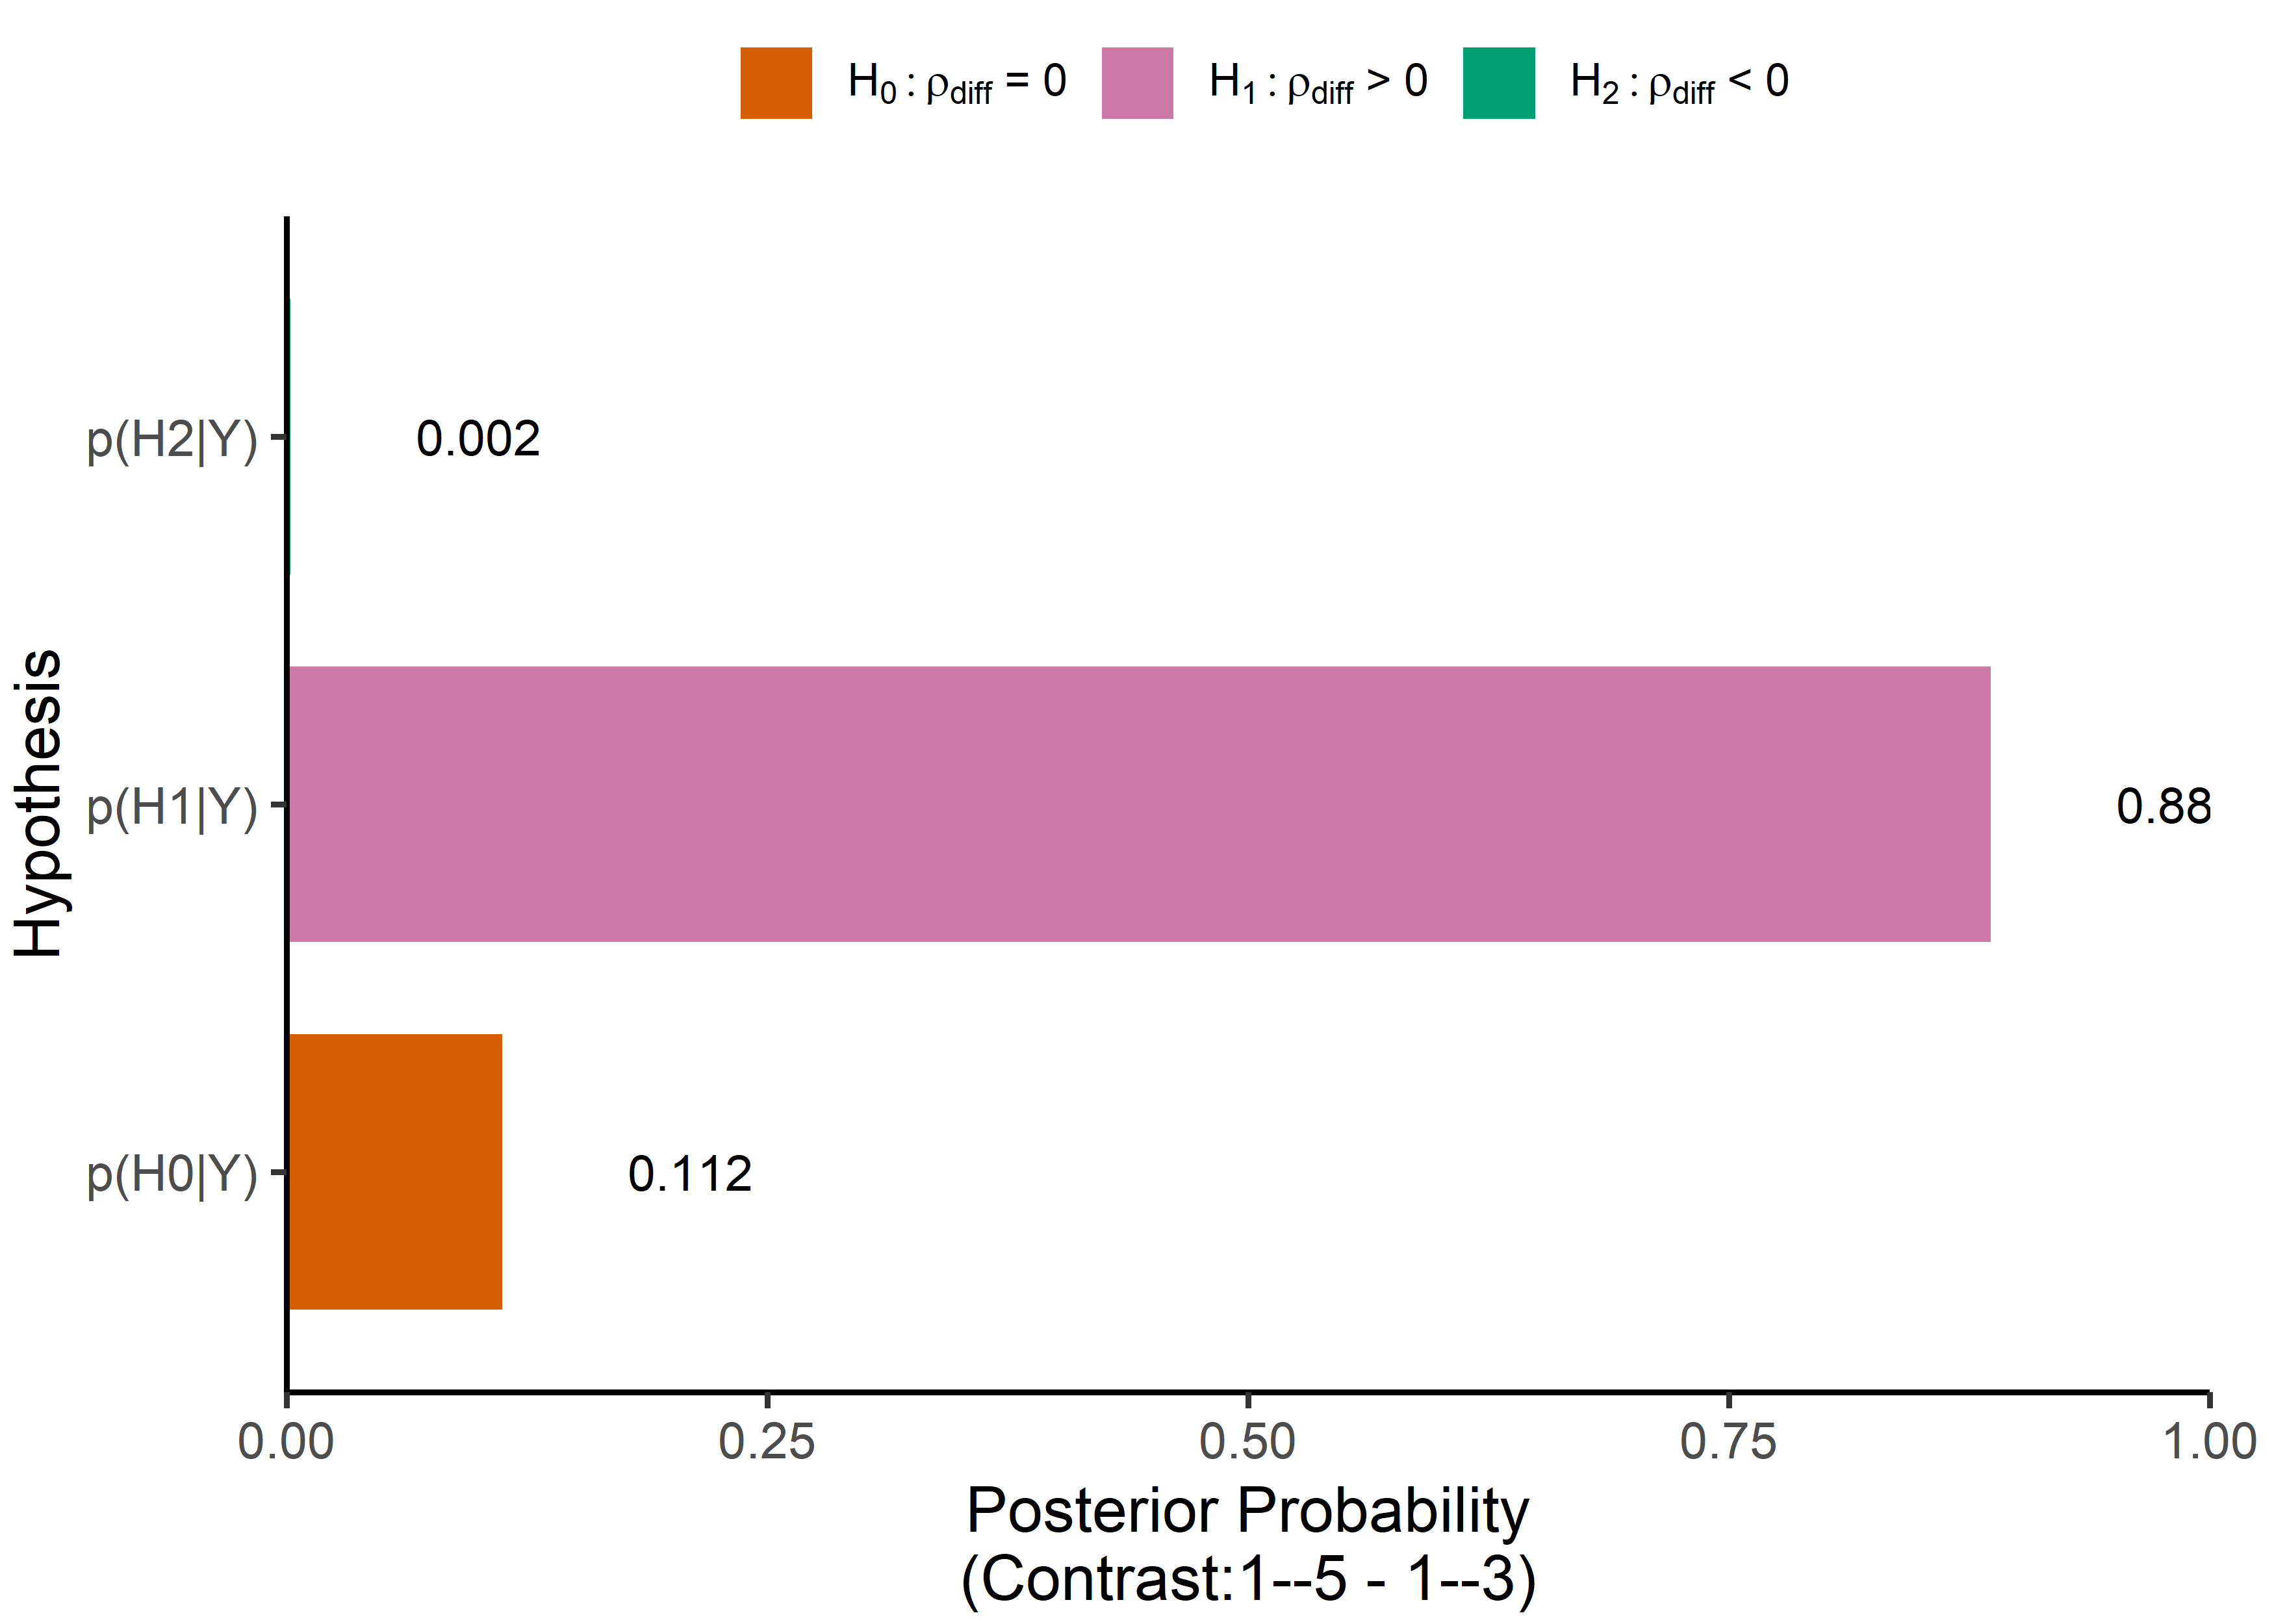 H0 : ρdiff = 0 H1 : ρdiff > 0 H2 : ρdiff < 0
p(H2|Y) 0.002
Hypothesis
p(H1|Y) 0.88
p(H0|Y) 0.112
0.00 0.25 0.50 0.75 1.00
Posterior Probability
(Contrast:1--5 - 1--3)